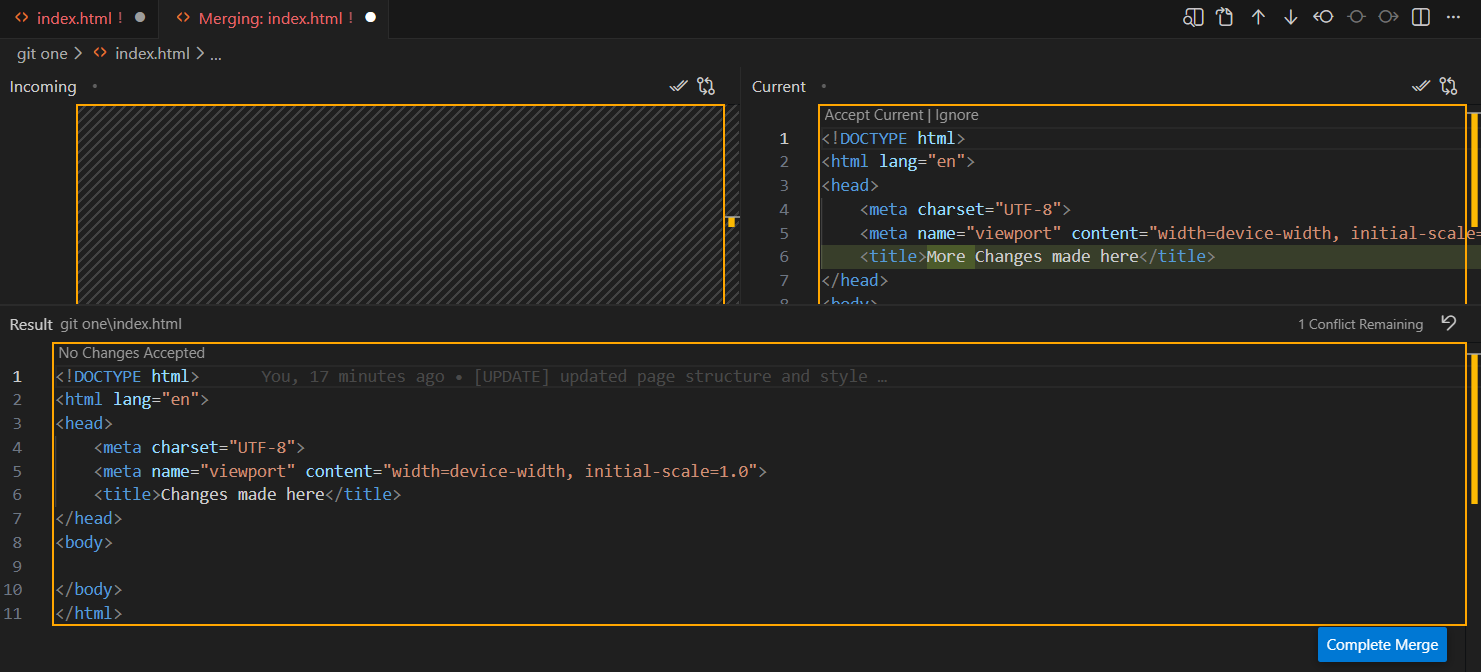 index.html !
Merging: index.html !
git one > index.html > ...
Incoming
Current
Accept Current | Ignore
1 <!DOCTYPE html>
2 <html lang="en">
3 <head>
4 <meta charset="UTF-8">
5 <meta name="viewport" content="width=device-width, initial-scale=
6 <title>More Changes made here</title>
7 </head>
8 <body>
Result git one\index.html
1 Conflict Remaining
No Changes Accepted
1 <!DOCTYPE html> You, 17 minutes ago • [UPDATE] updated page structure and style …
2 <html lang="en">
3 <head>
4 <meta charset="UTF-8">
5 <meta name="viewport" content="width=device-width, initial-scale=1.0">
6 <title>Changes made here</title>
7 </head>
8 <body>
9
10 </body>
11 </html>
Complete Merge